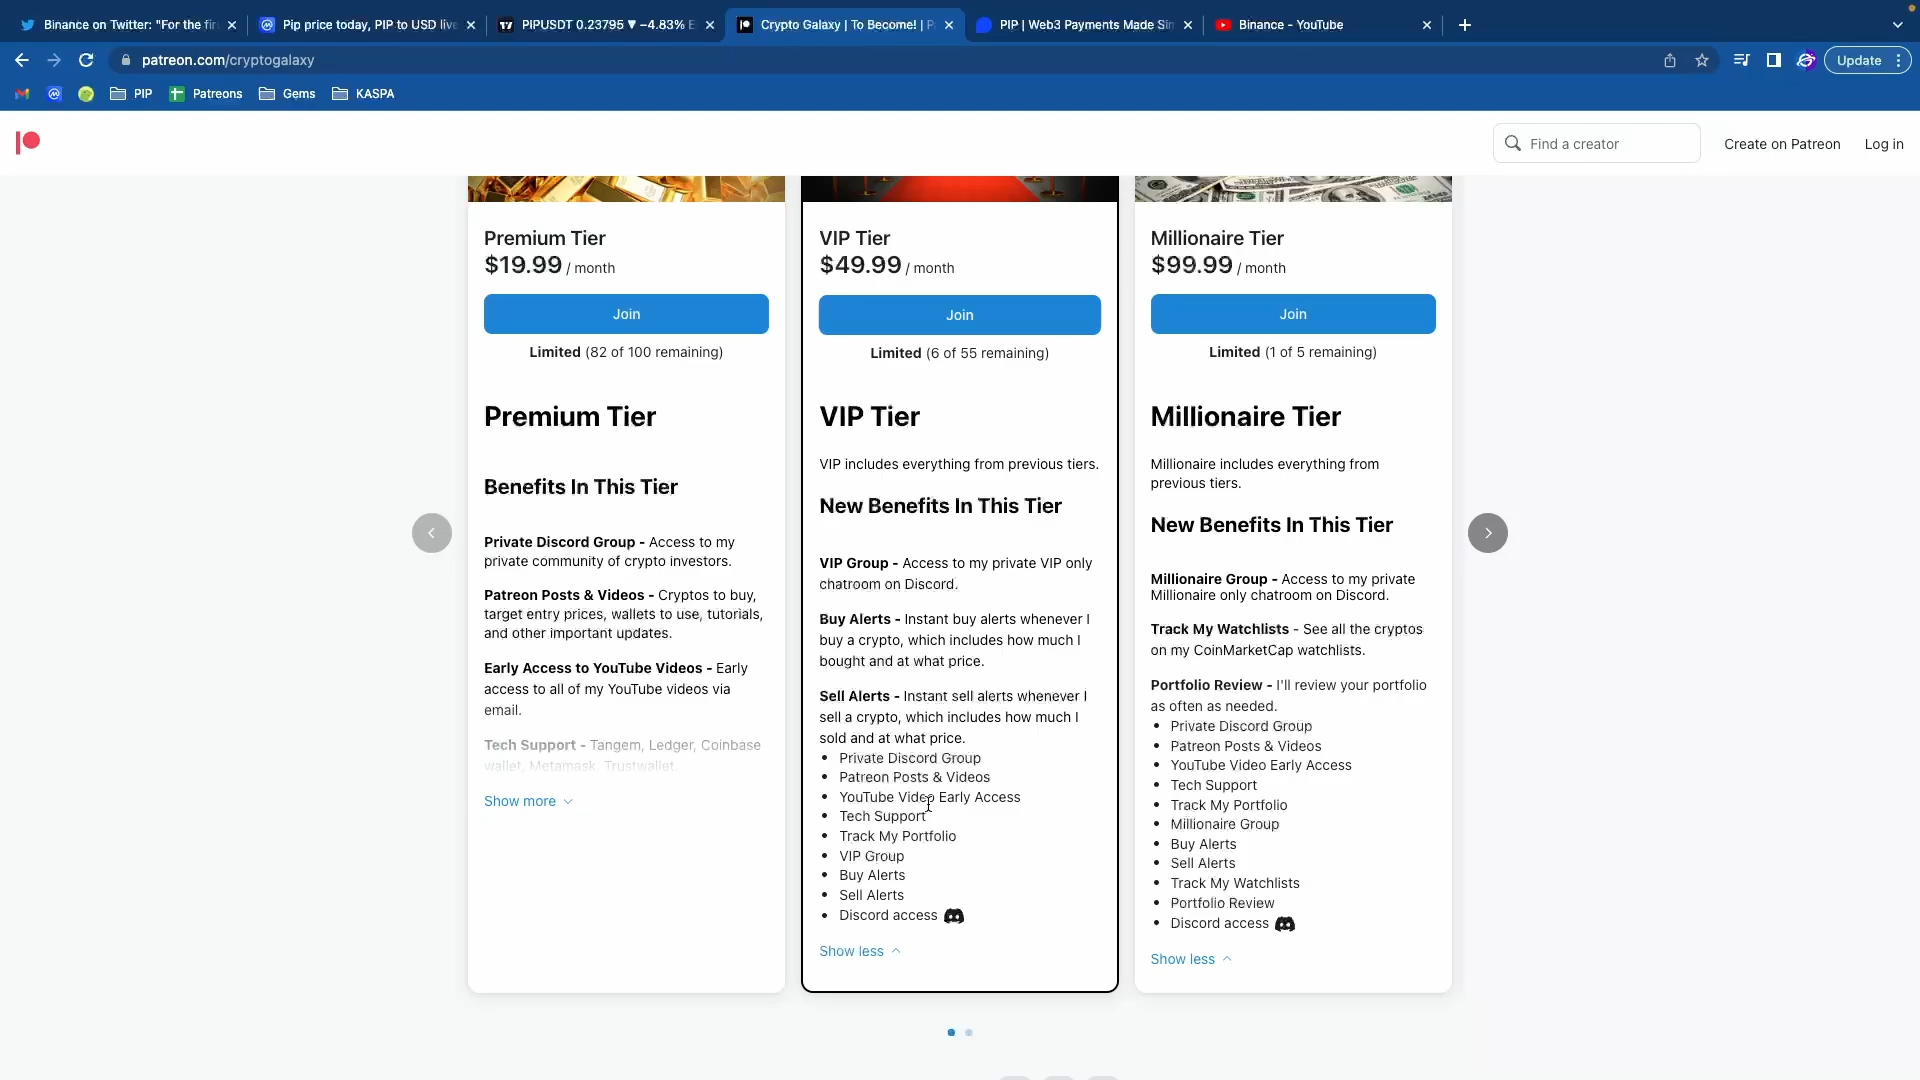 Binance on Twitter: "For the fir
Pip price today, PIP to USD live
PIPUSDT 0.23795 ▼ −4.83% E
Crypto Galaxy | To Become! | P
PIP | Web3 Payments Made Sim
Binance - YouTube
patreon.com/cryptogalaxy
Update
PIP
Patreons
Gems
KASPA
Find a creator
Create on Patreon
Log in
Premium Tier
$19.99 / month
Join
Limited (82 of 100 remaining)
Premium Tier
Benefits In This Tier
Private Discord Group - Access to my
private community of crypto investors.
Patreon Posts & Videos - Cryptos to buy,
target entry prices, wallets to use, tutorials,
and other important updates.
Early Access to YouTube Videos - Early
access to all of my YouTube videos via
email.
Tech Support - Tangem, Ledger, Coinbase
wallet, Metamask, Trustwallet.
Show more
VIP Tier
$49.99 / month
Join
Limited (6 of 55 remaining)
VIP Tier
VIP includes everything from previous tiers.
New Benefits In This Tier
VIP Group - Access to my private VIP only
chatroom on Discord.
Buy Alerts - Instant buy alerts whenever I
buy a crypto, which includes how much I
bought and at what price.
Sell Alerts - Instant sell alerts whenever I
sell a crypto, which includes how much I
sold and at what price.
• Private Discord Group
• Patreon Posts & Videos
• YouTube Video Early Access
• Tech Support
• Track My Portfolio
• VIP Group
• Buy Alerts
• Sell Alerts
• Discord access
Show less
Millionaire Tier
$99.99 / month
Join
Limited (1 of 5 remaining)
Millionaire Tier
Millionaire includes everything from
previous tiers.
New Benefits In This Tier
Millionaire Group - Access to my private
Millionaire only chatroom on Discord.
Track My Watchlists - See all the cryptos
on my CoinMarketCap watchlists.
Portfolio Review - I'll review your portfolio
as often as needed.
• Private Discord Group
• Patreon Posts & Videos
• YouTube Video Early Access
• Tech Support
• Track My Portfolio
• Millionaire Group
• Buy Alerts
• Sell Alerts
• Track My Watchlists
• Portfolio Review
• Discord access
Show less